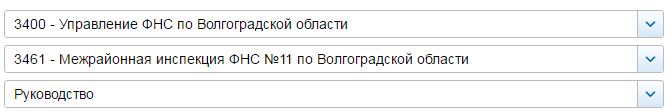 3400 - Управление ФНС по Волгоградской области
3461 - Межрайонная инспекция ФНС №11 по Волгоградской области
Руководство